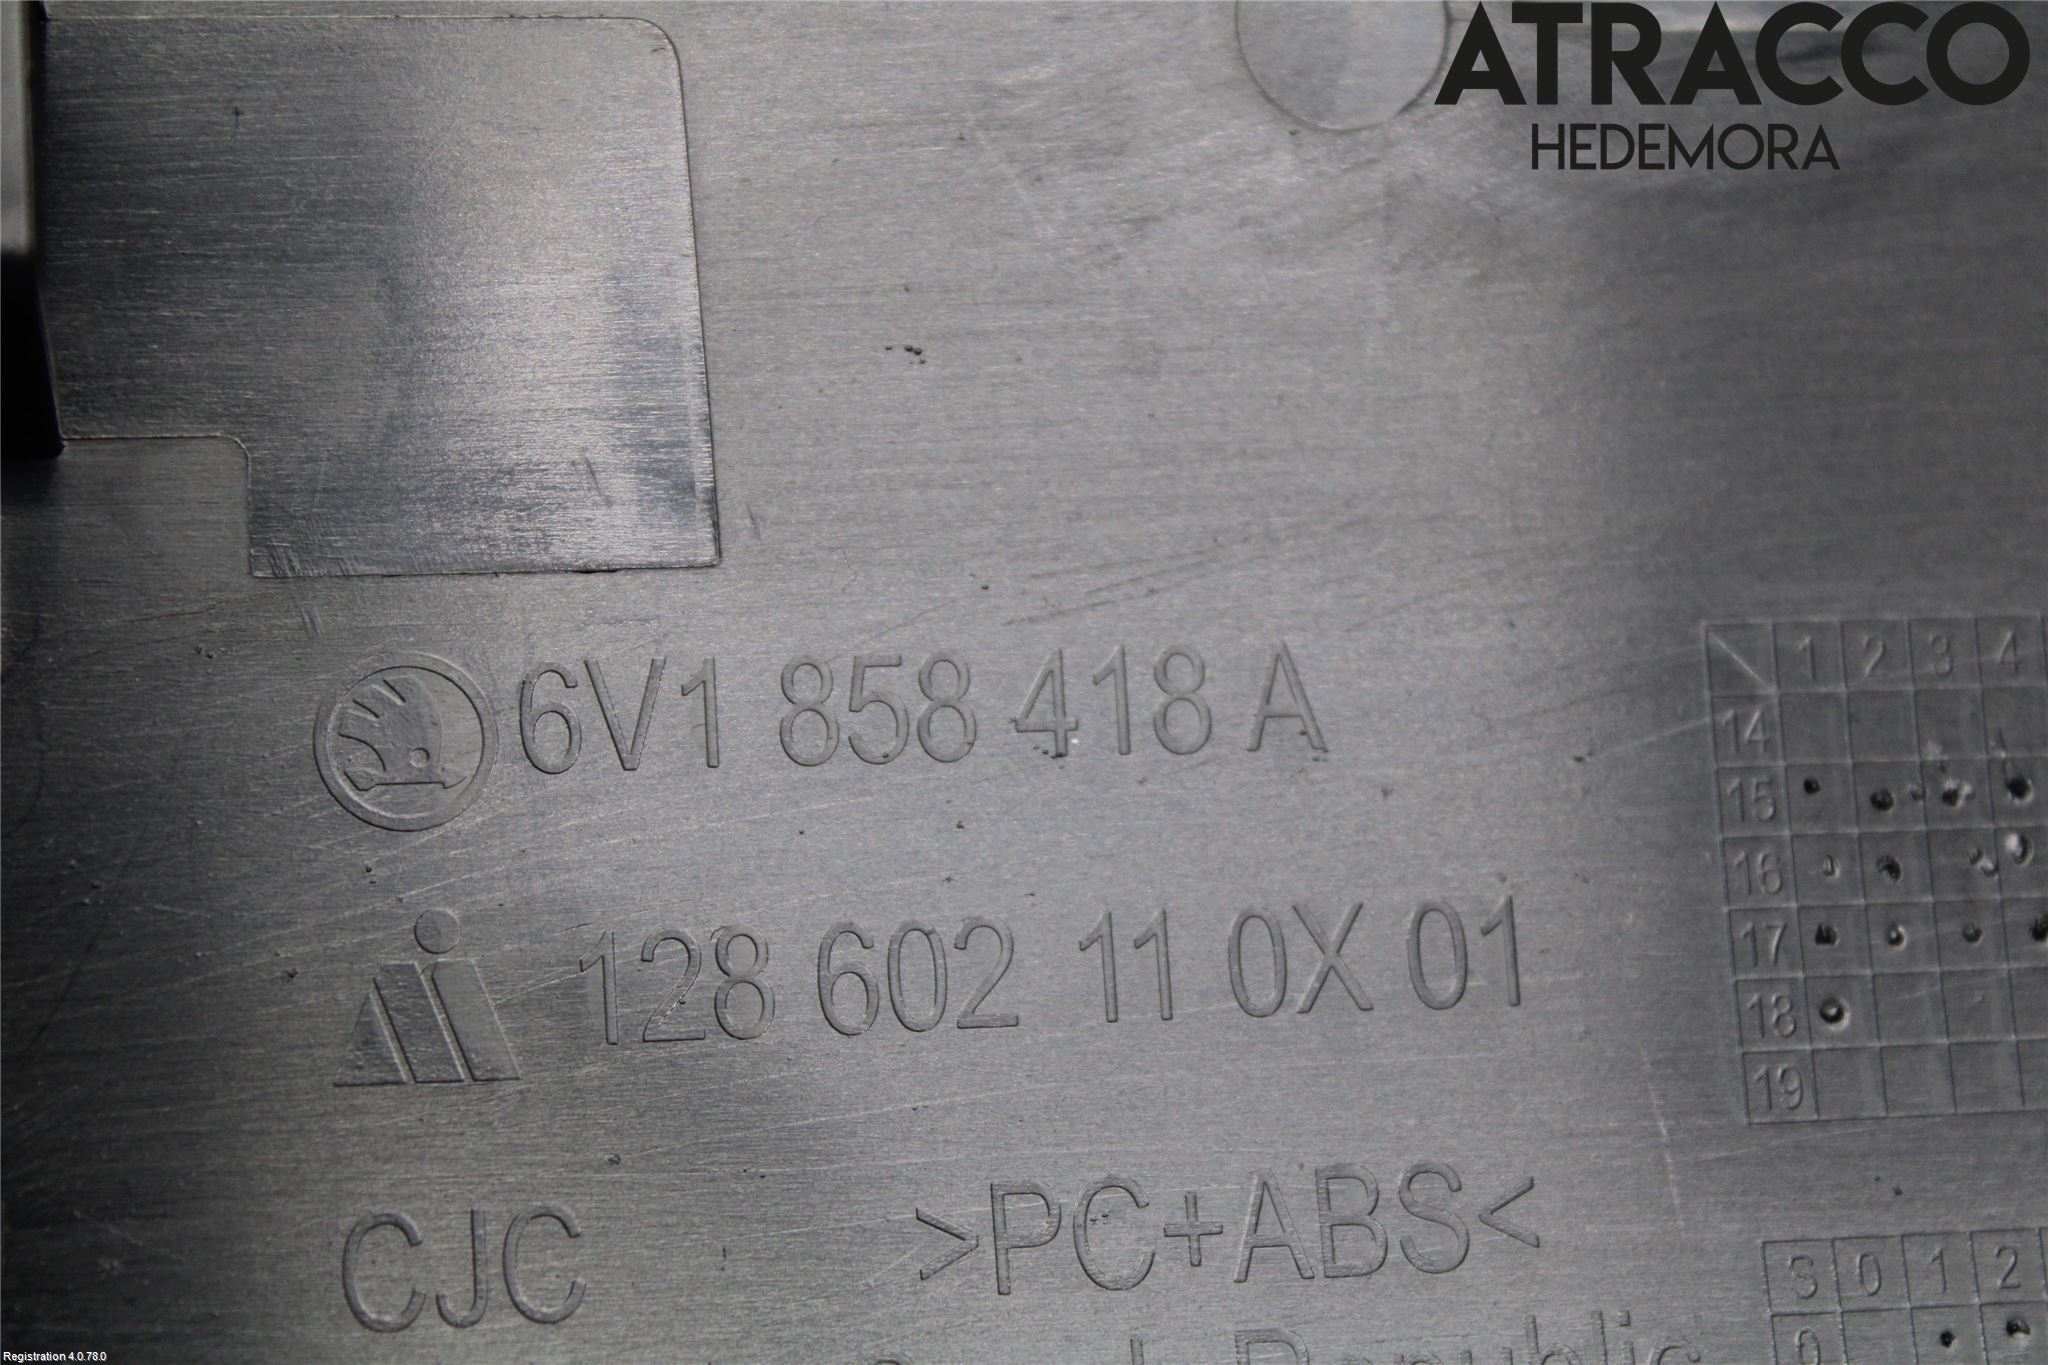 ATRACCO
HEDEMORA
6V1 858 418 A
128 602 11 0X 01
CJC >PC+ABS<
Republic
1 2 3 4
14
15
16
17
18
19
S 0 1 2
0
Registration 4.0.78.0